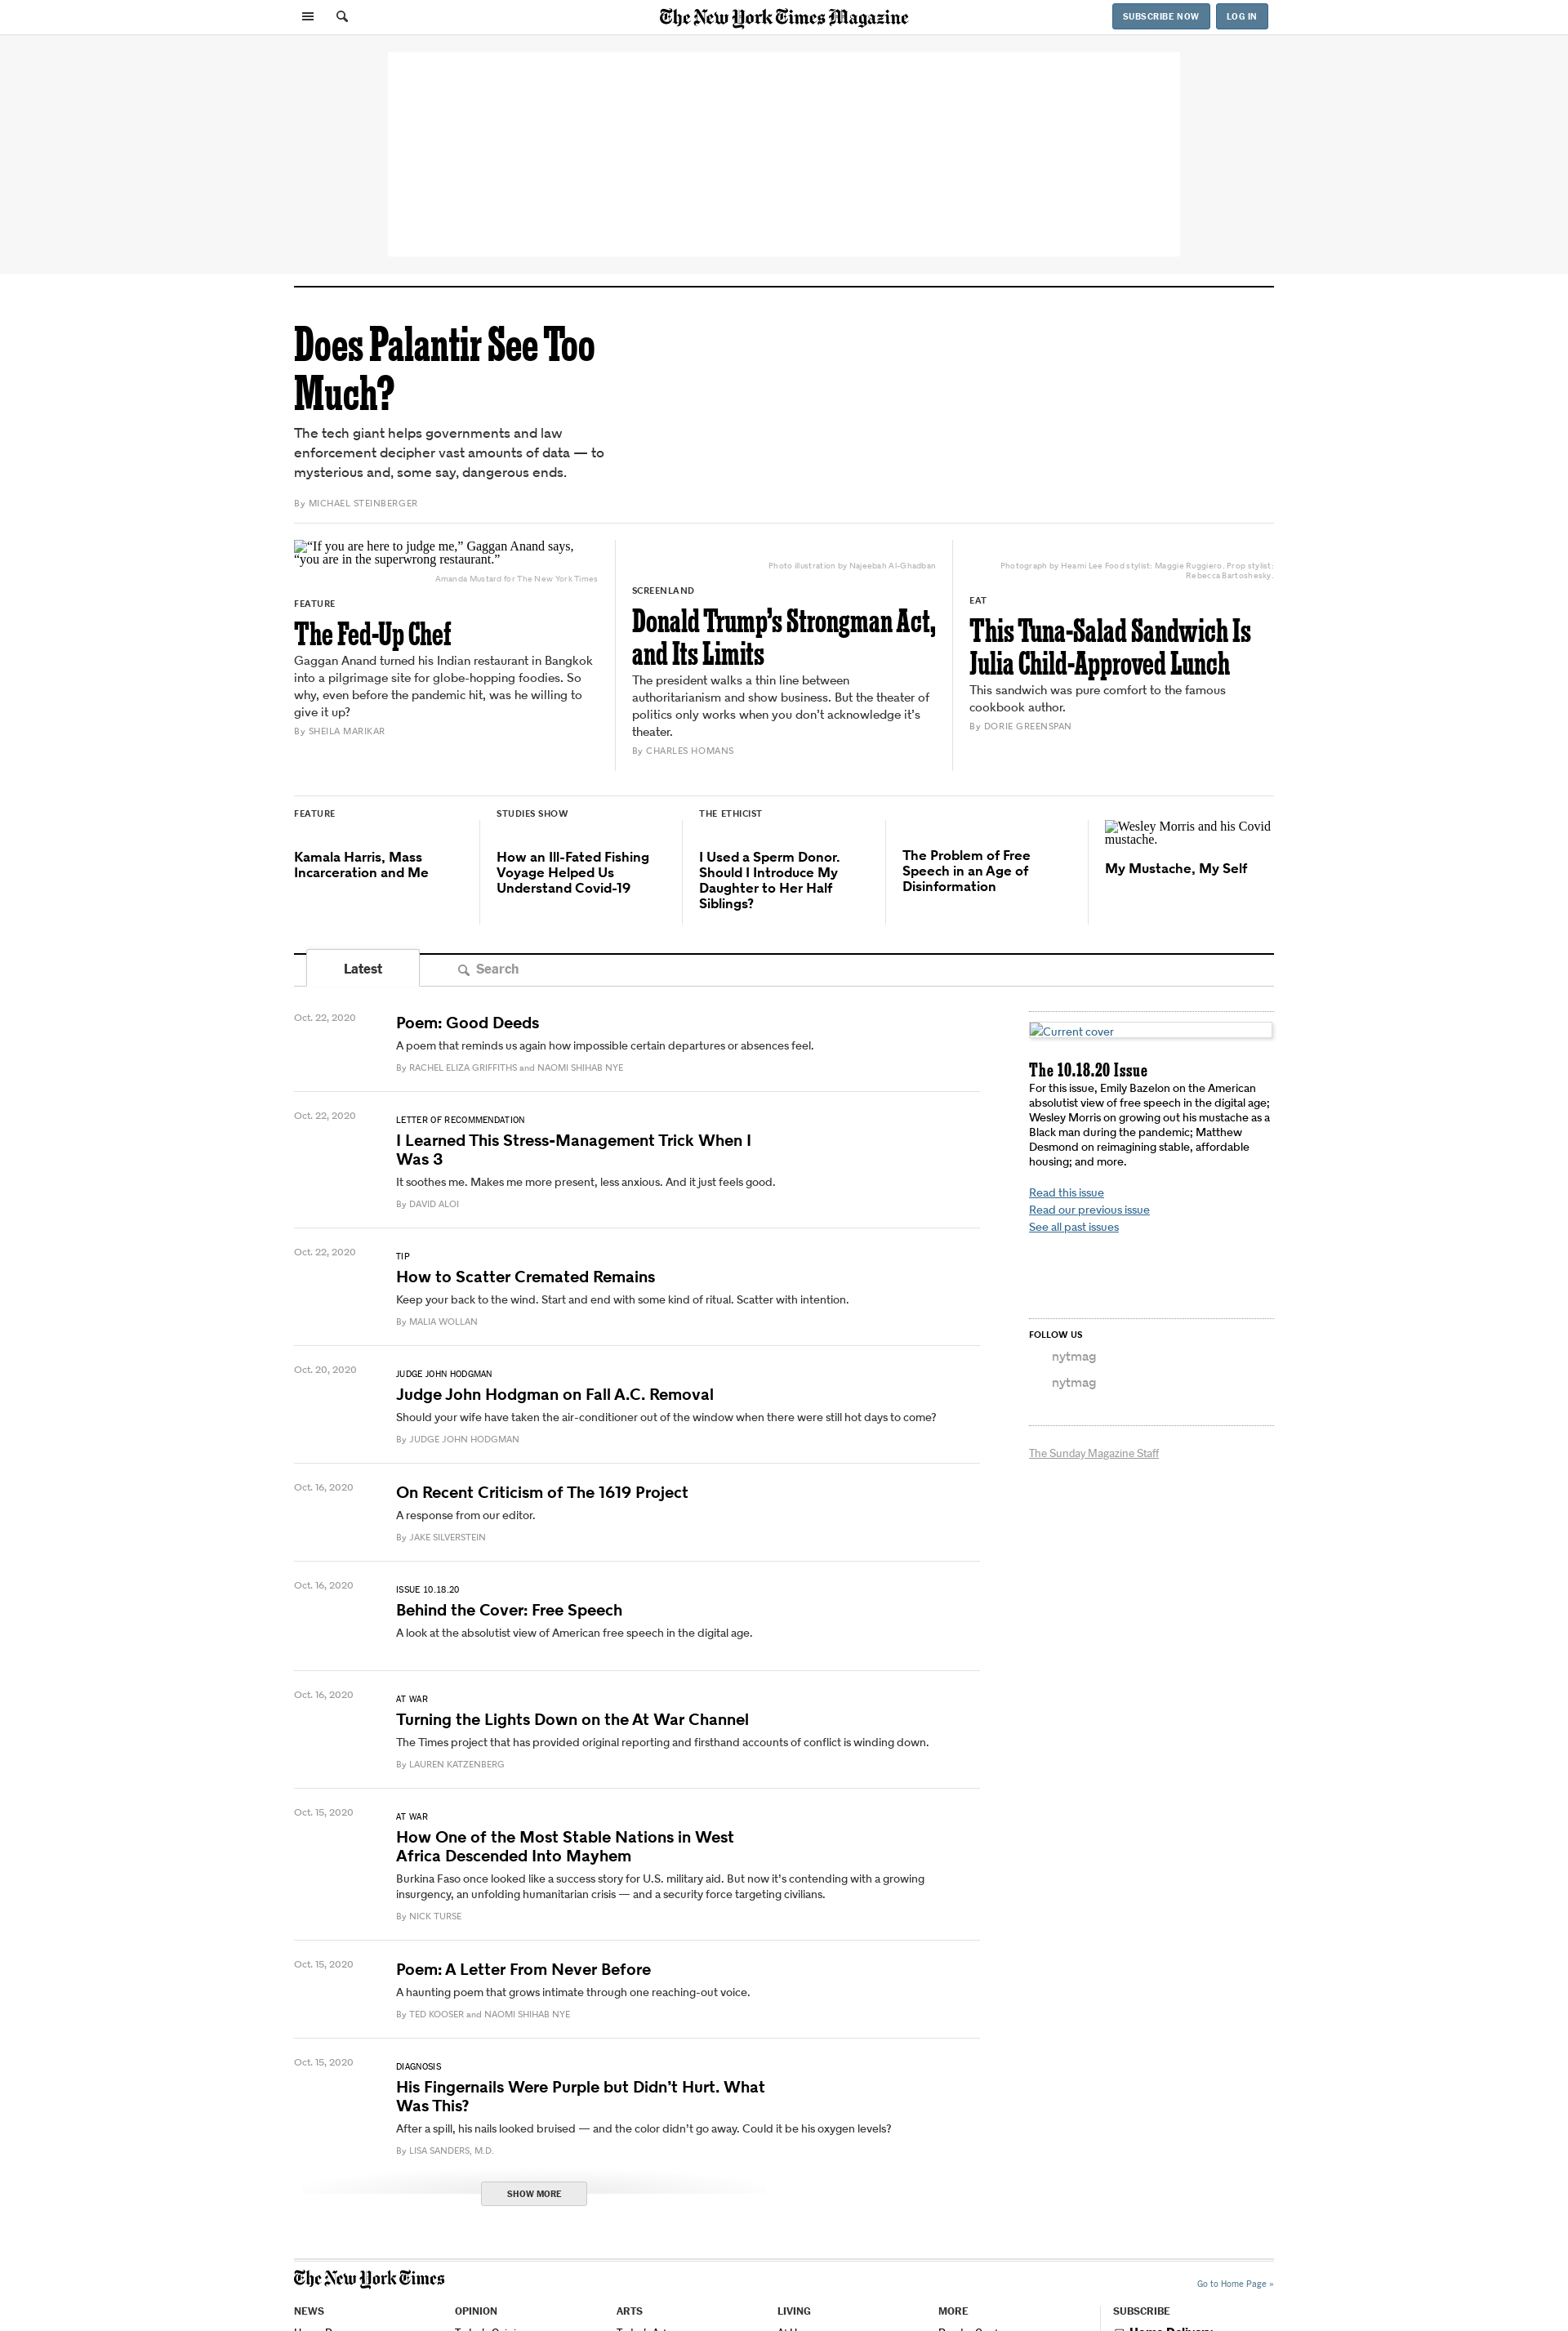 The New York Times Magazine
SUBSCRIBE NOW
LOG IN
Does Palantir See Too
Much?
The tech giant helps governments and law
enforcement decipher vast amounts of data — to
mysterious and, some say, dangerous ends.
By MICHAEL STEINBERGER
“If you are here to judge me,” Gaggan Anand says,
“you are in the superwrong restaurant.”
Amanda Mustard for The New York Times
FEATURE
The Fed-Up Chef
Gaggan Anand turned his Indian restaurant in Bangkok
into a pilgrimage site for globe-hopping foodies. So
why, even before the pandemic hit, was he willing to
give it up?
By SHEILA MARIKAR
Photo illustration by Najeebah Al-Ghadban
SCREENLAND
Donald Trump’s Strongman Act,
and Its Limits
The president walks a thin line between
authoritarianism and show business. But the theater of
politics only works when you don’t acknowledge it’s
theater.
By CHARLES HOMANS
Photograph by Heami Lee Food stylist: Maggie Ruggiero. Prop stylist:
Rebecca Bartoshesky.
EAT
This Tuna-Salad Sandwich Is
Julia Child-Approved Lunch
This sandwich was pure comfort to the famous
cookbook author.
By DORIE GREENSPAN
FEATURE
Kamala Harris, Mass
Incarceration and Me
STUDIES SHOW
How an Ill-Fated Fishing
Voyage Helped Us
Understand Covid-19
THE ETHICIST
I Used a Sperm Donor.
Should I Introduce My
Daughter to Her Half
Siblings?
The Problem of Free
Speech in an Age of
Disinformation
Wesley Morris and his Covid
mustache.
My Mustache, My Self
Latest
Search
Oct. 22, 2020
Poem: Good Deeds
A poem that reminds us again how impossible certain departures or absences feel.
By RACHEL ELIZA GRIFFITHS and NAOMI SHIHAB NYE
Oct. 22, 2020
LETTER OF RECOMMENDATION
I Learned This Stress-Management Trick When I
Was 3
It soothes me. Makes me more present, less anxious. And it just feels good.
By DAVID ALOI
Oct. 22, 2020
TIP
How to Scatter Cremated Remains
Keep your back to the wind. Start and end with some kind of ritual. Scatter with intention.
By MALIA WOLLAN
Oct. 20, 2020
JUDGE JOHN HODGMAN
Judge John Hodgman on Fall A.C. Removal
Should your wife have taken the air-conditioner out of the window when there were still hot days to come?
By JUDGE JOHN HODGMAN
Oct. 16, 2020
On Recent Criticism of The 1619 Project
A response from our editor.
By JAKE SILVERSTEIN
Oct. 16, 2020
ISSUE 10.18.20
Behind the Cover: Free Speech
A look at the absolutist view of American free speech in the digital age.
Oct. 16, 2020
AT WAR
Turning the Lights Down on the At War Channel
The Times project that has provided original reporting and firsthand accounts of conflict is winding down.
By LAUREN KATZENBERG
Oct. 15, 2020
AT WAR
How One of the Most Stable Nations in West
Africa Descended Into Mayhem
Burkina Faso once looked like a success story for U.S. military aid. But now it’s contending with a growing
insurgency, an unfolding humanitarian crisis — and a security force targeting civilians.
By NICK TURSE
Oct. 15, 2020
Poem: A Letter From Never Before
A haunting poem that grows intimate through one reaching-out voice.
By TED KOOSER and NAOMI SHIHAB NYE
Oct. 15, 2020
DIAGNOSIS
His Fingernails Were Purple but Didn’t Hurt. What
Was This?
After a spill, his nails looked bruised — and the color didn’t go away. Could it be his oxygen levels?
By LISA SANDERS, M.D.
SHOW MORE
Current cover
The 10.18.20 Issue
For this issue, Emily Bazelon on the American
absolutist view of free speech in the digital age;
Wesley Morris on growing out his mustache as a
Black man during the pandemic; Matthew
Desmond on reimagining stable, affordable
housing; and more.
Read this issue
Read our previous issue
See all past issues
FOLLOW US
nytmag
nytmag
The Sunday Magazine Staff
The New York Times
Go to Home Page »
NEWS
OPINION
ARTS
LIVING
MORE
SUBSCRIBE